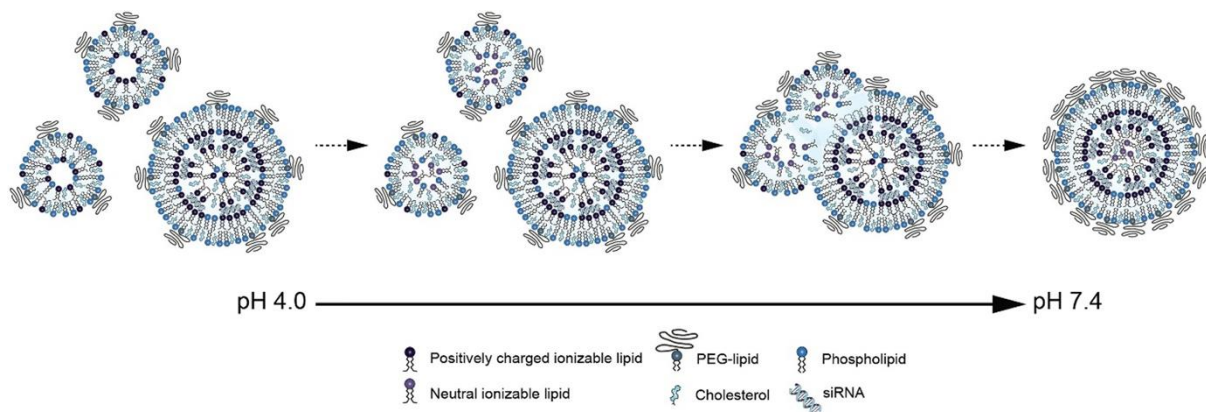 pH 4.0 pH 7.4
Positively charged ionizable lipid PEG-lipid Phospholipid
Neutral ionizable lipid Cholesterol siRNA